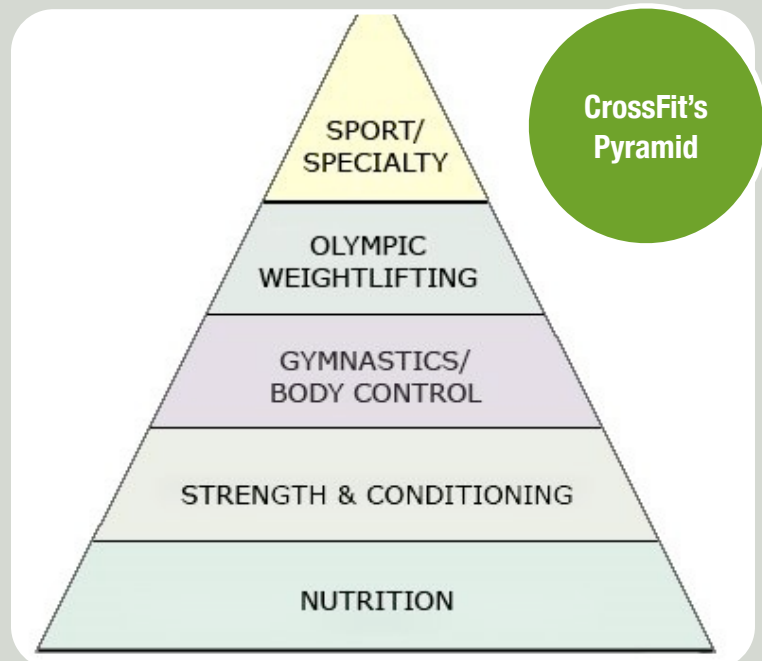 CrossFit's
Pyramid
SPORT/
SPECIALTY
OLYMPIC
WEIGHTLIFTING
GYMNASTICS/
BODY CONTROL
STRENGTH & CONDITIONING
NUTRITION